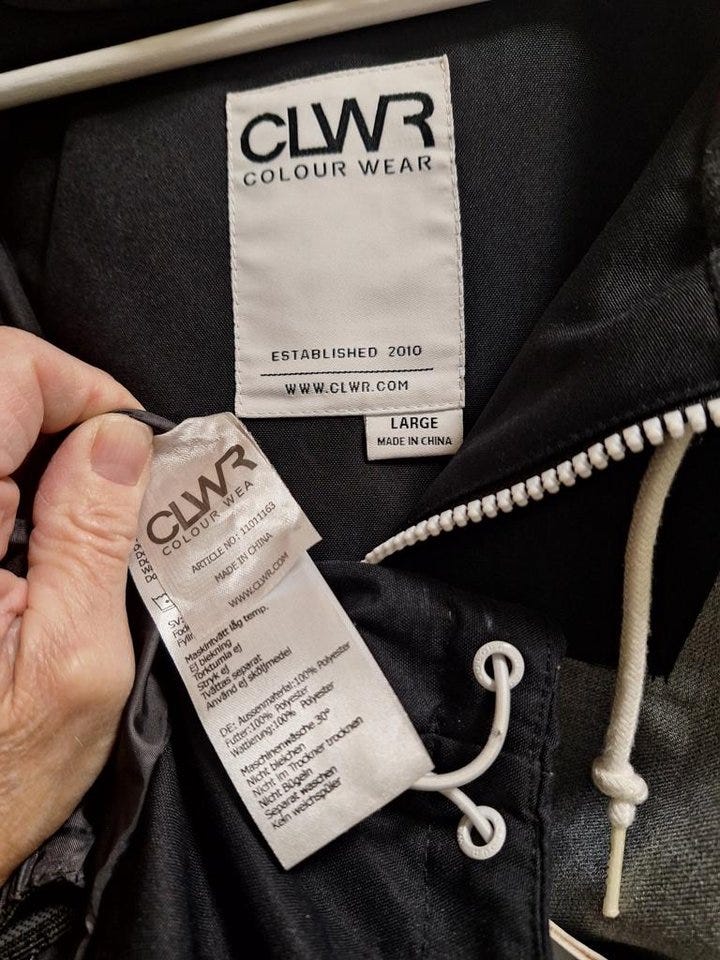 CLWR
COLOUR WEAR
ESTABLISHED 2010
WWW.CLWR.COM
LARGE
MADE IN CHINA
CLWR
COLOUR WEA
ARTICLE NO: 11011163
MADE IN CHINA
WWW.CLWR.COM
SV:
Fod
Fyllr
Maskintvätt låg temp.
Ej blekning
Torktumla ej
Stryk ej
Tvättas separat
Använd ej sköljmedel
DE: Aussenmaterial:100% Polyester
Futter:100% Polyester
Wattierung:100% Polyester
Maschinenwäsche 30°
Nicht bleichen
Nicht im Trockner trocknen
Nicht Bügeln
Separat waschen
Kein weichspüler